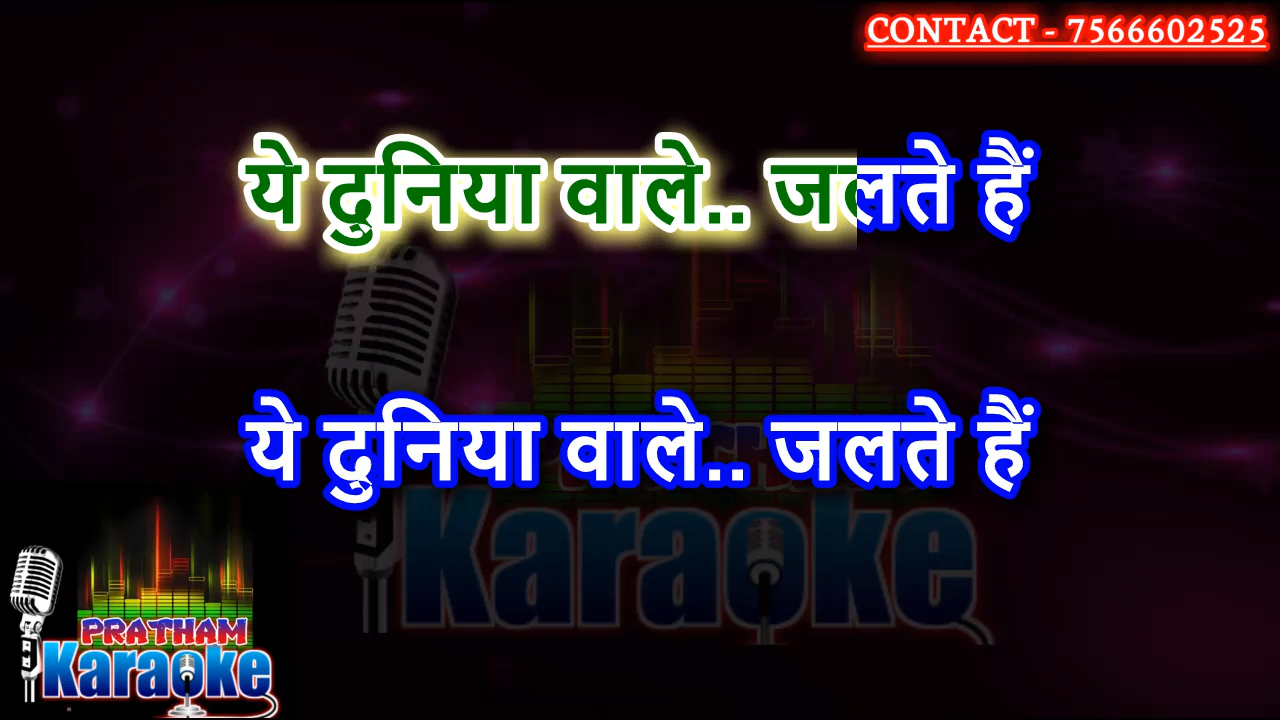 CONTACT - 7566602525
ये दुनिया वाले.. जलते हैं
ये दुनिया वाले.. जलते हैं
Karaoke
PRATHAM
Karaoke